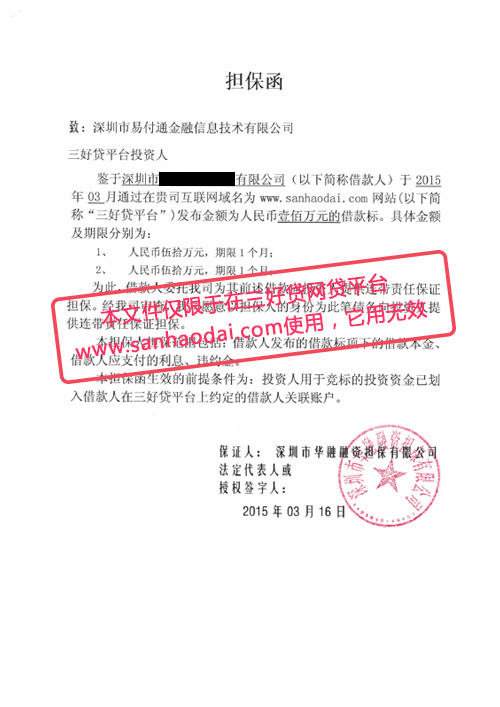 担保函
致：深圳市易付通金融信息技术有限公司
三好贷平台投资人
鉴于深圳市 有限公司（以下简称借款人）于 2015
年 03 月通过在贵司互联网域名为 www.sanhaodai.com 网站(以下简
称“三好贷平台”)发布金额为人民币壹佰万元的借款标。具体金额
及期限分别为：
1、 人民币伍拾万元，期限 1 个月；
2、 人民币伍拾万元，期限 1 个月；
为此，借款人委托我司为其前述借款 连带责任保证
担保。经我司 担保人的身份为此笔债务向 提
供连带责任保证担保。
本文件仅限于在三好贷网贷平台
www.sanhaodai.com使用，它用无效
本担保人担保范围包括：借款人发布的借款标项下的借款本金、
借款人应支付的利息、违约金。
本担保函生效的前提条件为：投资人用于竞标的投资资金已划
入借款人在三好贷平台上约定的借款人关联账户。
保证人： 深圳市华融融资担保有限公司
法定代表人或
授权签字人：
2015 年 03 月 16 日
深圳市华融融资担保有限公司